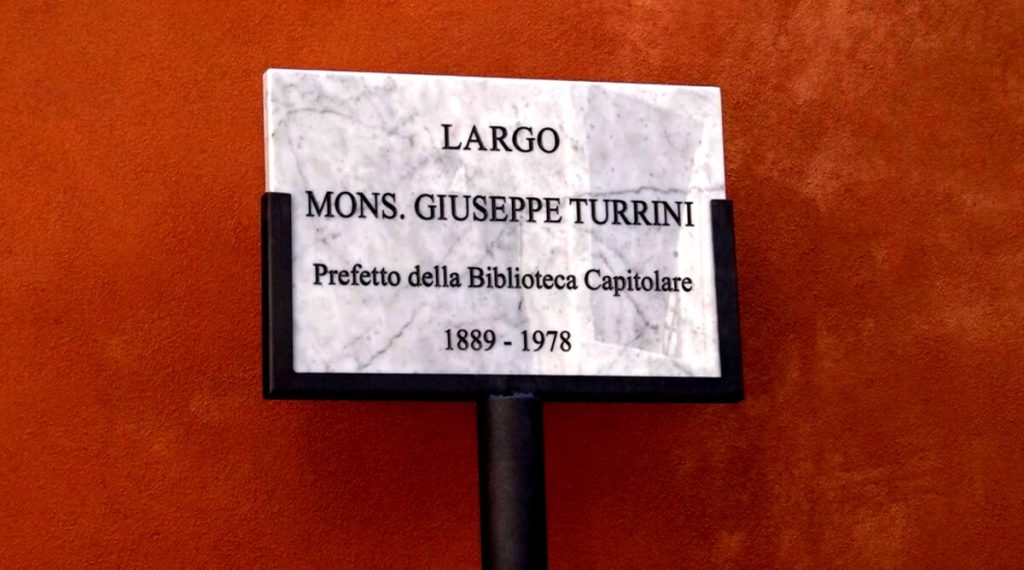 LARGO
MONS. GIUSEPPE TURRINI
Prefetto della Biblioteca Capitolare
1889 - 1978